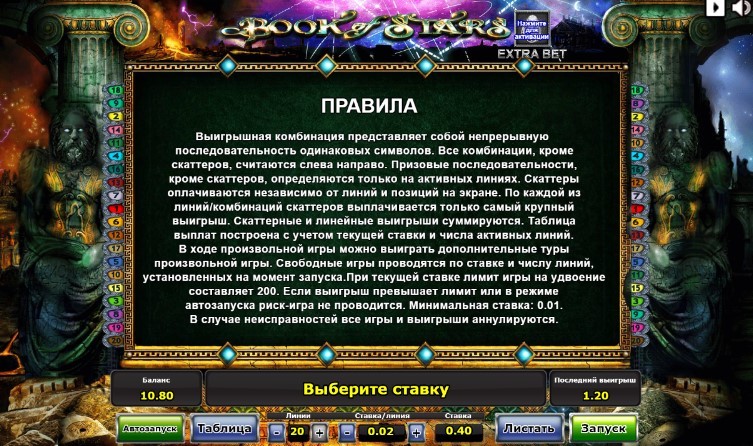 BOOK of STARS
Нажмите
для
активации
EXTRA BET
ПРАВИЛА
Выигрышная комбинация представляет собой непрерывную
последовательность одинаковых символов. Все комбинации, кроме
скаттеров, считаются слева направо. Призовые последовательности,
кроме скаттеров, определяются только на активных линиях. Скаттеры
оплачиваются независимо от линий и позиций на экране. По каждой из
линий/комбинаций скаттеров выплачивается только самый крупный
выигрыш. Скаттерные и линейные выигрыши суммируются. Таблица
выплат построена с учетом текущей ставки и числа активных линий.
В ходе произвольной игры можно выиграть дополнительные туры
произвольной игры. Свободные игры проводятся по ставке и числу линий,
установленных на момент запуска.При текущей ставке лимит игры на удвоение
составляет 200. Если выигрыш превышает лимит или в режиме
автозапуска риск-игра не проводится. Минимальная ставка: 0.01.
В случае неисправностей все игры и выигрыши аннулируются.
Баланс
10.80
Выберите ставку
Последний выигрыш
1.20
Линии Ставка/линия Ставка
Автозапуск Таблица - 20 + - 0.02 + 0.40 Листать Запуск